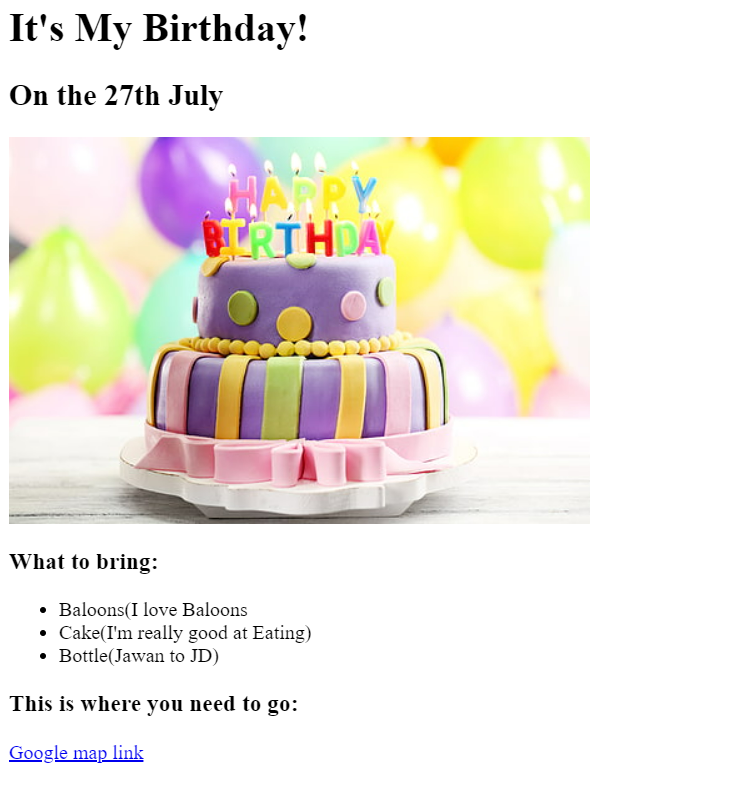 It's My Birthday!
On the 27th July
HAPPY
BIRTHDAY
What to bring:
Baloons(I love Baloons
Cake(I'm really good at Eating)
Bottle(Jawan to JD)
This is where you need to go:
Google map link